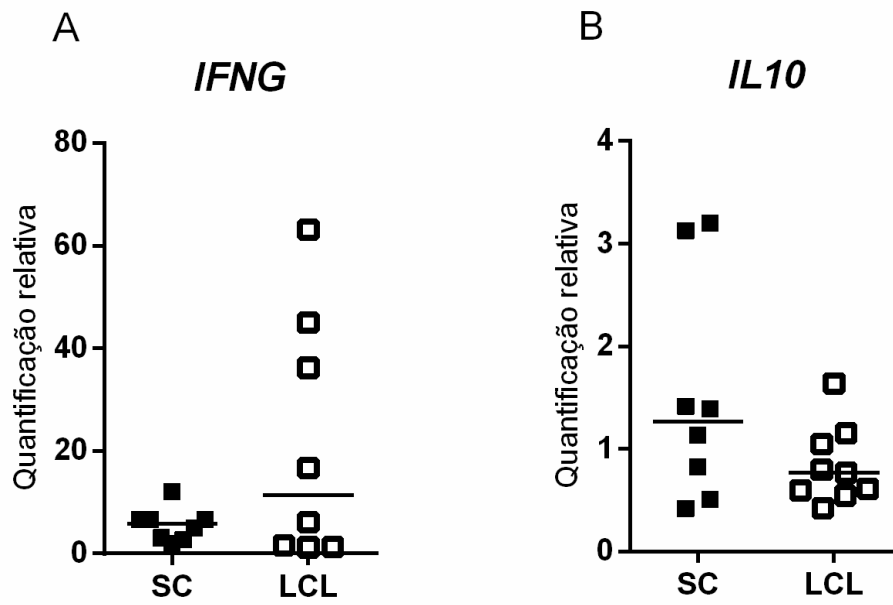 A
IFNG
Quantificação relativa
80
60
40
20
0
SC LCL
B
IL10
Quantificação relativa
4
3
2
1
0
SC LCL